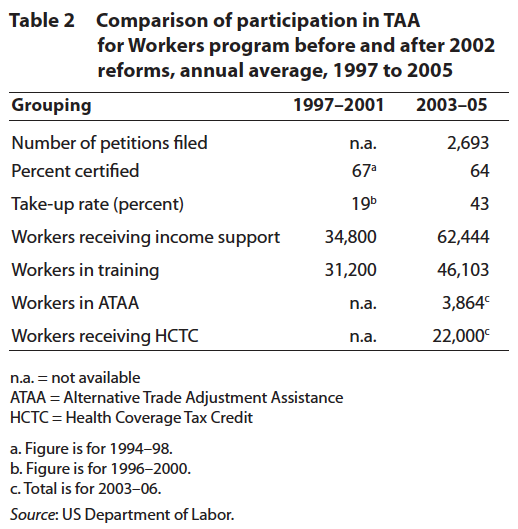 Table 2 Comparison of participation in TAA
for Workers program before and after 2002
reforms, annual average, 1997 to 2005
Grouping 1997–2001 2003–05
Number of petitions filed n.a. 2,693
Percent certified 67a 64
Take-up rate (percent) 19b 43
Workers receiving income support 34,800 62,444
Workers in training 31,200 46,103
Workers in ATAA n.a. 3,864c
Workers receiving HCTC n.a. 22,000c
n.a. = not available
ATAA = Alternative Trade Adjustment Assistance
HCTC = Health Coverage Tax Credit
a. Figure is for 1994–98.
b. Figure is for 1996–2000.
c. Total is for 2003–06.
Source: US Department of Labor.